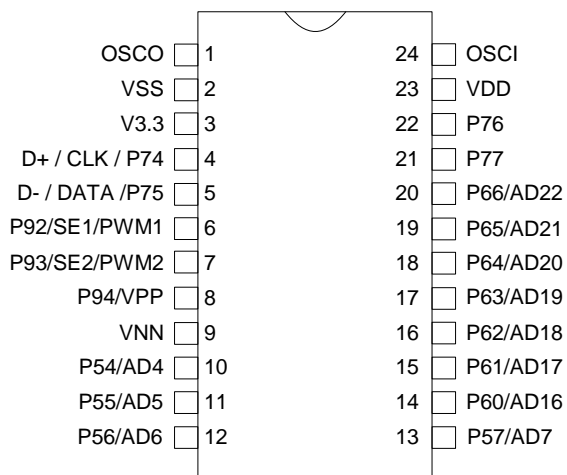 OSCO 1 24 OSCI
VSS 2 23 VDD
V3.3 3 22 P76
D+ / CLK / P74 4 21 P77
D- / DATA /P75 5 20 P66/AD22
P92/SE1/PWM1 6 19 P65/AD21
P93/SE2/PWM2 7 18 P64/AD20
P94/VPP 8 17 P63/AD19
VNN 9 16 P62/AD18
P54/AD4 10 15 P61/AD17
P55/AD5 11 14 P60/AD16
P56/AD6 12 13 P57/AD7